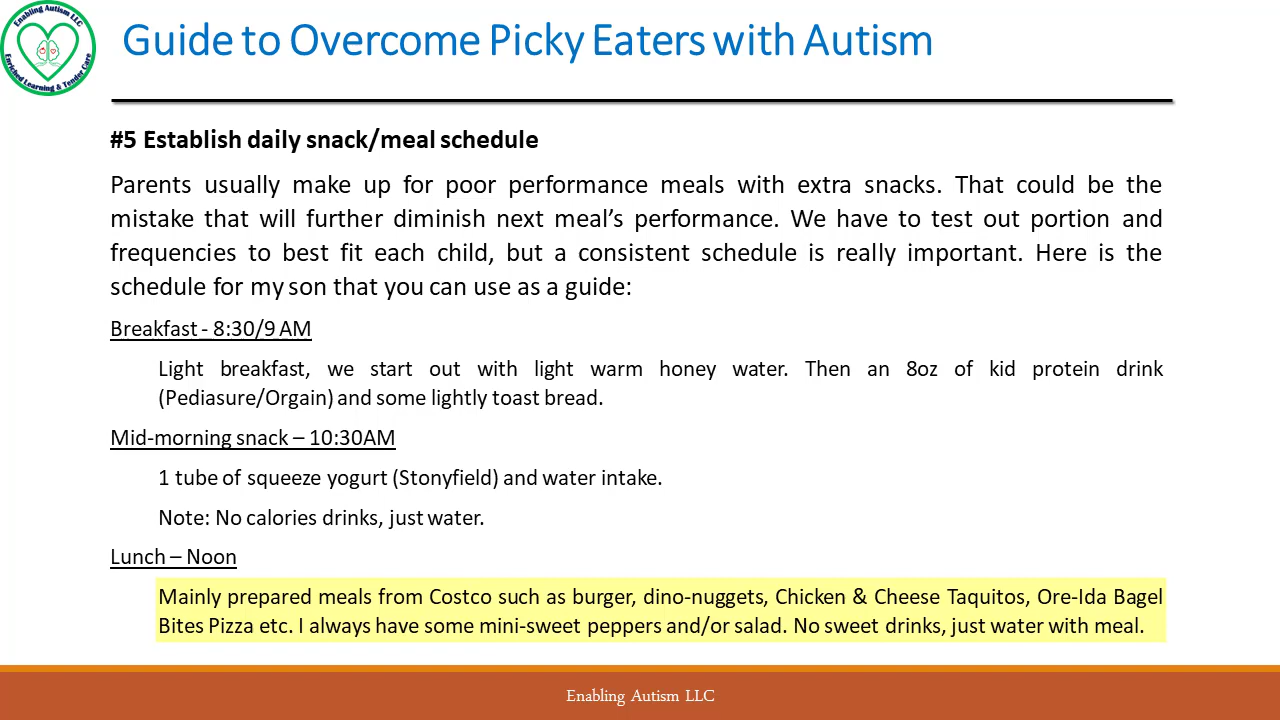 Enabling Autism LLC
Enriched Learning & Tender Care
Guide to Overcome Picky Eaters with Autism
#5 Establish daily snack/meal schedule
Parents usually make up for poor performance meals with extra snacks. That could be the
mistake that will further diminish next meal’s performance. We have to test out portion and
frequencies to best fit each child, but a consistent schedule is really important. Here is the
schedule for my son that you can use as a guide:
Breakfast - 8:30/9 AM
Light breakfast, we start out with light warm honey water. Then an 8oz of kid protein drink
(Pediasure/Orgain) and some lightly toast bread.
Mid-morning snack – 10:30AM
1 tube of squeeze yogurt (Stonyfield) and water intake.
Note: No calories drinks, just water.
Lunch – Noon
Mainly prepared meals from Costco such as burger, dino-nuggets, Chicken & Cheese Taquitos, Ore-Ida Bagel
Bites Pizza etc. I always have some mini-sweet peppers and/or salad. No sweet drinks, just water with meal.
Enabling Autism LLC